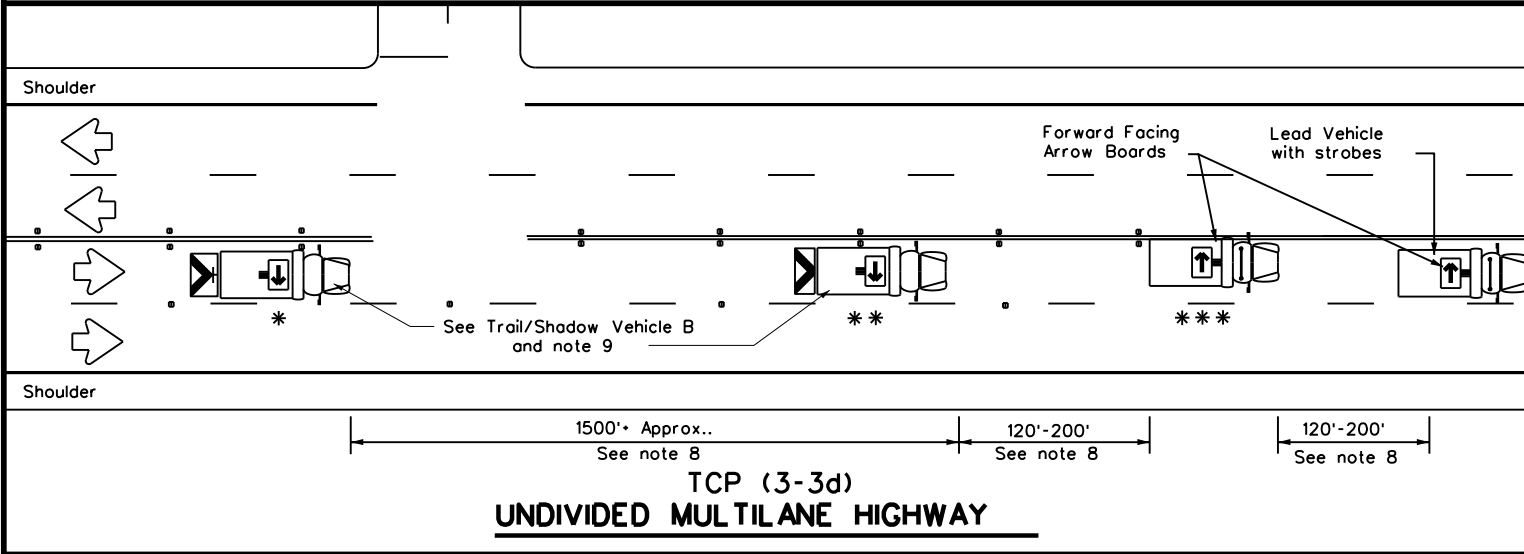 Shoulder
Forward Facing
Arrow Boards
Lead Vehicle
with strobes
*
**
***
See Trail/Shadow Vehicle B
and note 9
Shoulder
1500'+ Approx..
See note 8
120'-200'
See note 8
120'-200'
See note 8
TCP (3-3d)
UNDIVIDED MULTILANE HIGHWAY